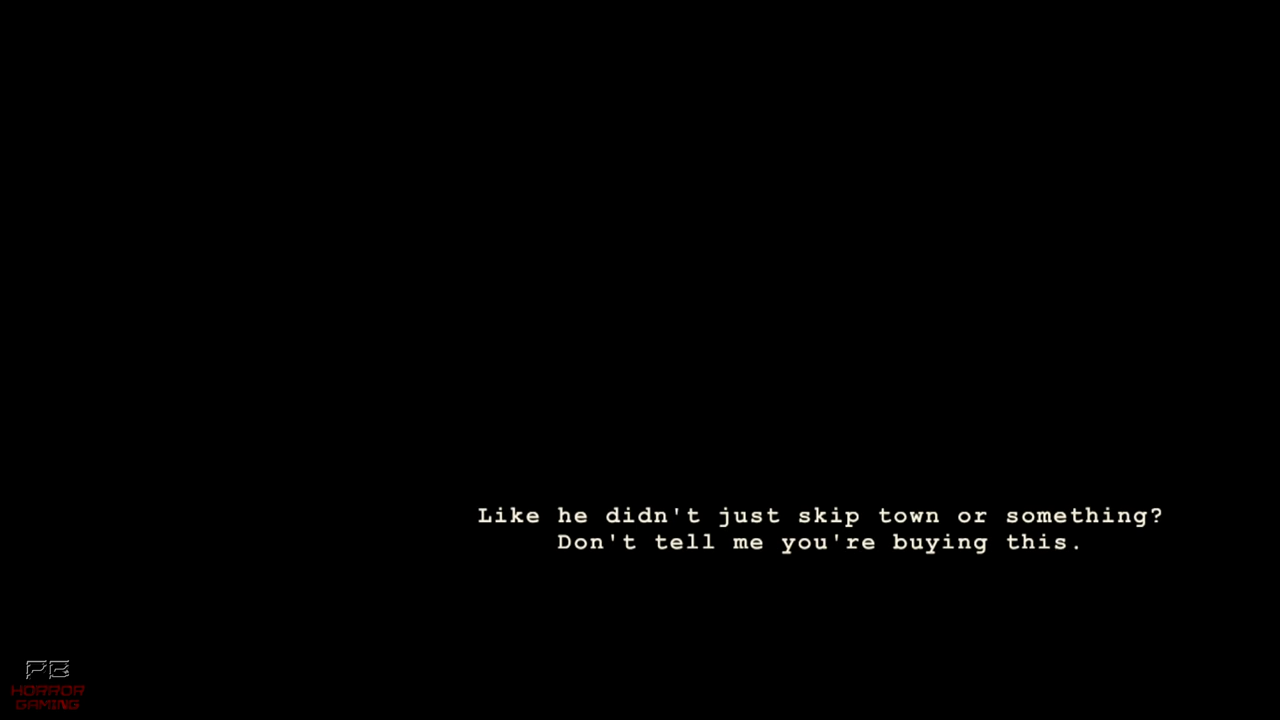 Like he didn't just skip town or something?
Don't tell me you're buying this.
PB
HORROR
GAMING